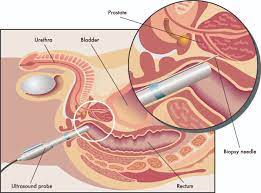 Prostate
Urethra
Bladder
Biopsy needle
Ultrasound probe
Rectum